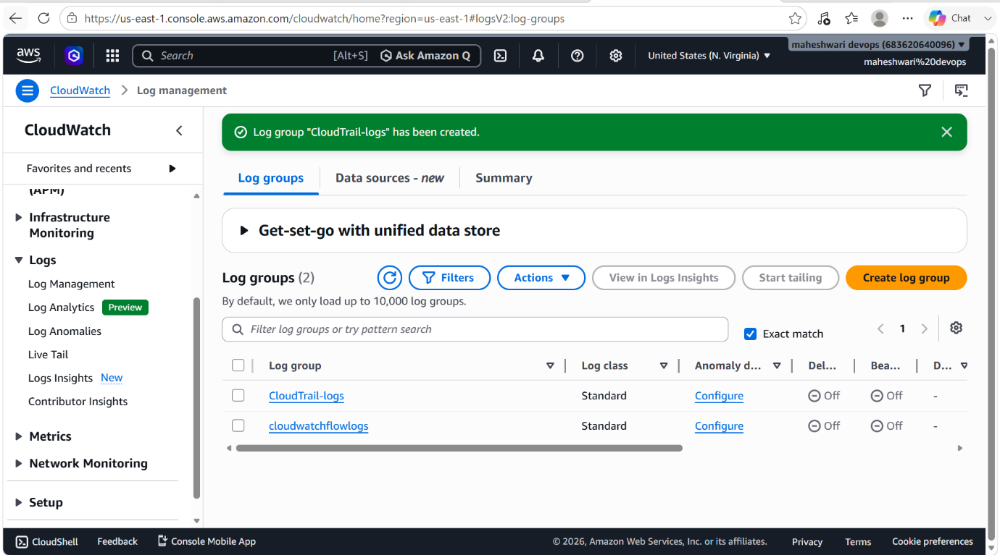 https://us-east-1.console.aws.amazon.com/cloudwatch/home?region=us-east-1#logsV2:log-groups
Chat
aws
Search [Alt+S] Ask Amazon Q
United States (N. Virginia)
maheshwari devops (683620640096)
maheshwari%20devops
CloudWatch > Log management
CloudWatch
Favorites and recents
(APM)
Infrastructure
Monitoring
Logs
Log Management
Log Analytics Preview
Log Anomalies
Live Tail
Logs Insights New
Contributor Insights
Metrics
Network Monitoring
Setup
Log group "CloudTrail-logs" has been created.
Log groups Data sources - new Summary
Get-set-go with unified data store
Log groups (2) Filters Actions View in Logs Insights Start tailing Create log group
By default, we only load up to 10,000 log groups.
Filter log groups or try pattern search Exact match 1
Log group Log class Anomaly d... Del... Bea... D...
CloudTrail-logs Standard Configure Off Off -
cloudwatchflowlogs Standard Configure Off Off -
CloudShell Feedback Console Mobile App © 2026, Amazon Web Services, Inc. or its affiliates. Privacy Terms Cookie preferences